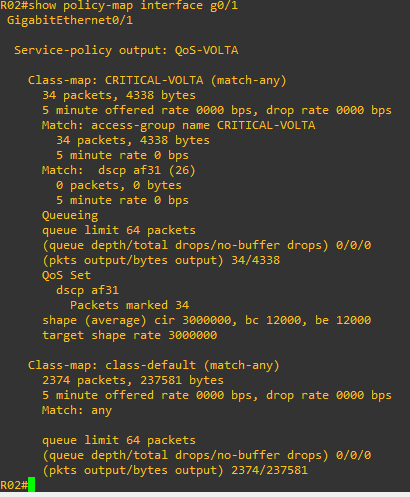 R02#show policy-map interface g0/1
GigabitEthernet0/1
Service-policy output: QoS-VOLTA
Class-map: CRITICAL-VOLTA (match-any)
34 packets, 4338 bytes
5 minute offered rate 0000 bps, drop rate 0000 bps
Match: access-group name CRITICAL-VOLTA
34 packets, 4338 bytes
5 minute rate 0 bps
Match:  dscp af31 (26)
0 packets, 0 bytes
5 minute rate 0 bps
Queueing
queue limit 64 packets
(queue depth/total drops/no-buffer drops) 0/0/0
(pkts output/bytes output) 34/4338
QoS Set
dscp af31
Packets marked 34
shape (average) cir 3000000, bc 12000, be 12000
target shape rate 3000000
Class-map: class-default (match-any)
2374 packets, 237581 bytes
5 minute offered rate 0000 bps, drop rate 0000 bps
Match: any
queue limit 64 packets
(queue depth/total drops/no-buffer drops) 0/0/0
(pkts output/bytes output) 2374/237581
R02#